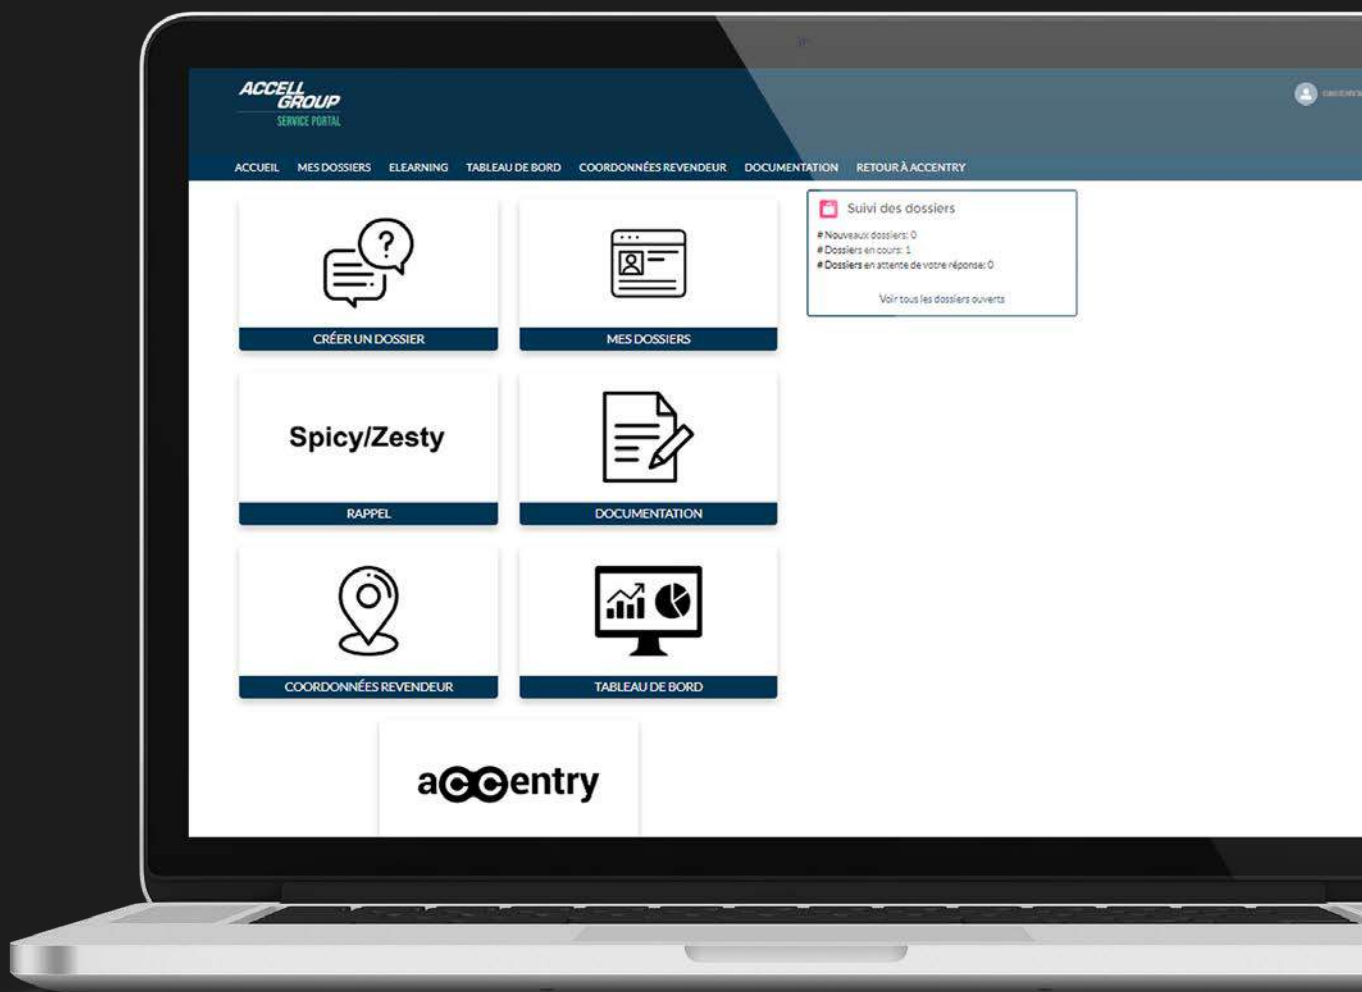 ACCELL
GROUP
SERVICE PORTAL
ACCUEIL MES DOSSIERS ELEARNING TABLEAU DE BORD COORDONNÉES REVENDEUR DOCUMENTATION RETOUR À ACCENTRY
CRÉER UN DOSSIER
MES DOSSIERS
Suivi des dossiers
# Nouveaux dossiers: 0
# Dossiers en cours: 1
# Dossiers en attente de votre réponse: 0
Voir tous les dossiers ouverts
Spicy/Zesty
RAPPEL
DOCUMENTATION
COORDONNÉES REVENDEUR
TABLEAU DE BORD
accentry